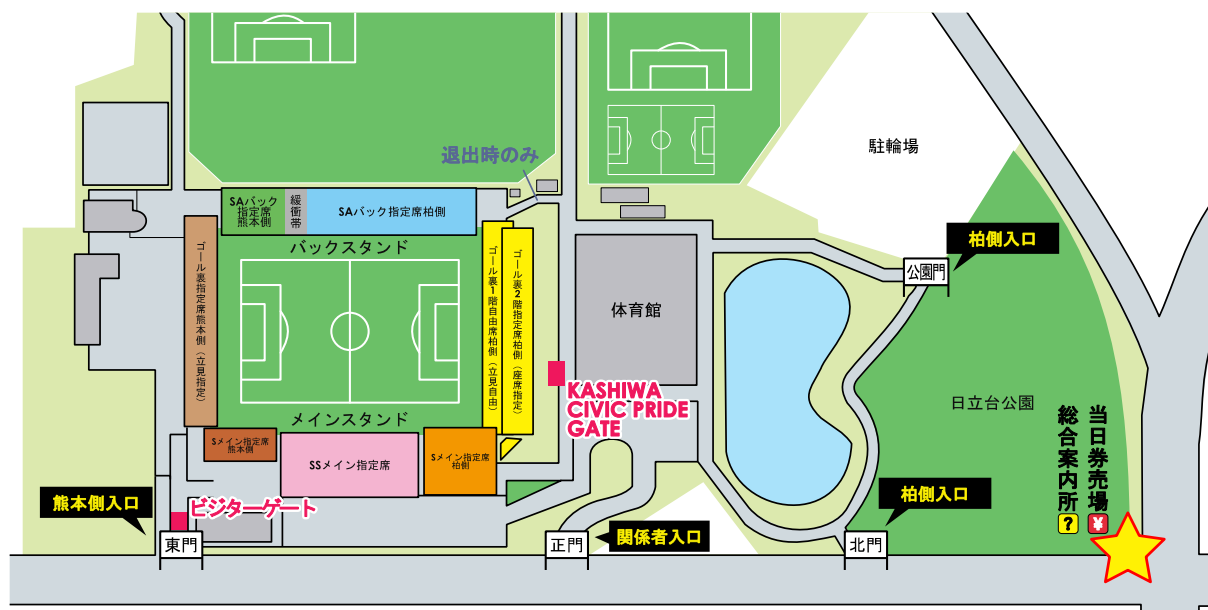 退出時のみ
駐輪場
SAバック
指定席
熊本側
緩衝帯
SAバック指定席柏側
バックスタンド
ゴール裏指定席熊本側（立見指定）
ゴール裏1階自由席柏側（立見自由）
ゴール裏2階指定席柏側（座席指定）
体育館
柏側入口
公園門
KASHIWA
CIVIC PRIDE
GATE
メインスタンド
Sメイン指定席
熊本側
SSメイン指定席
Sメイン指定席
柏側
日立台公園
当日券売場
¥
総合案内所
?
熊本側入口
ビジターゲート
東門
正門
関係者入口
柏側入口
北門